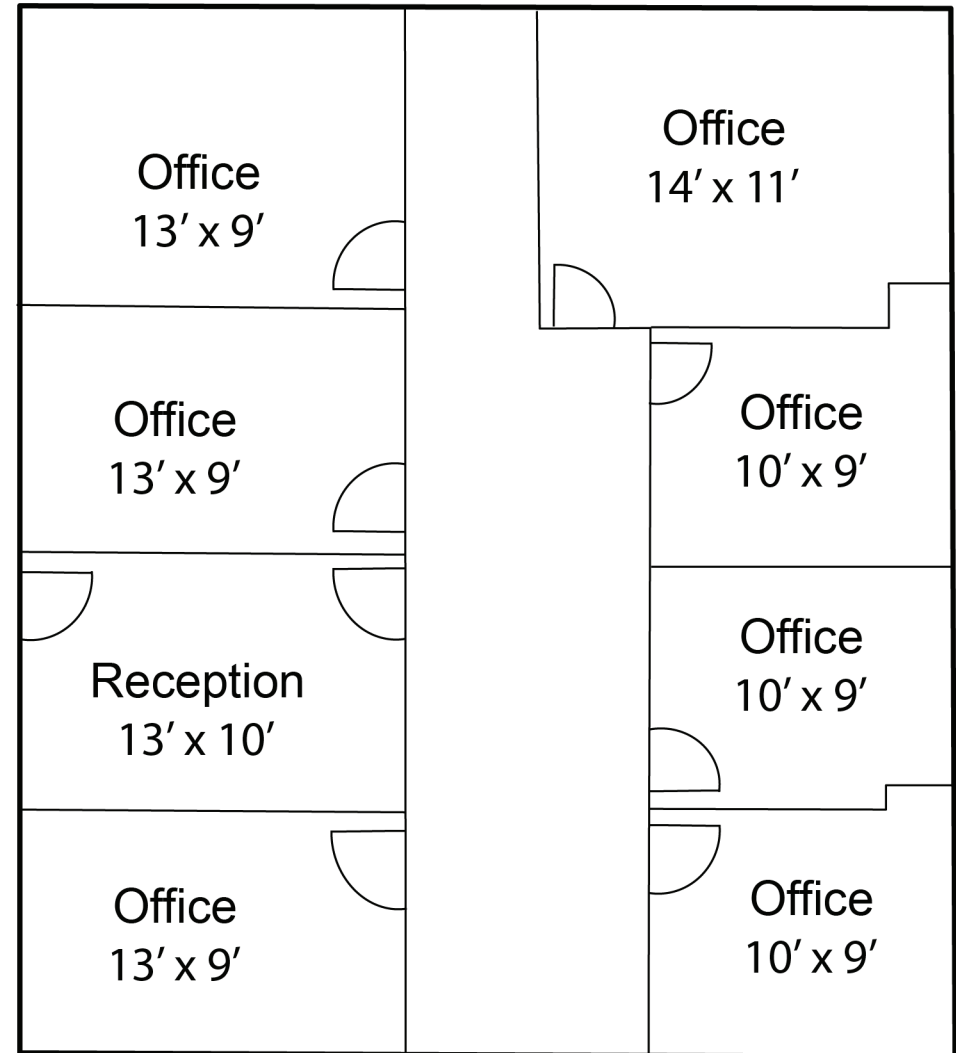 Office
13′ x 9′
Office
14′ x 11′
Office
13′ x 9′
Office
10′ x 9′
Reception
13′ x 10′
Office
10′ x 9′
Office
13′ x 9′
Office
10′ x 9′